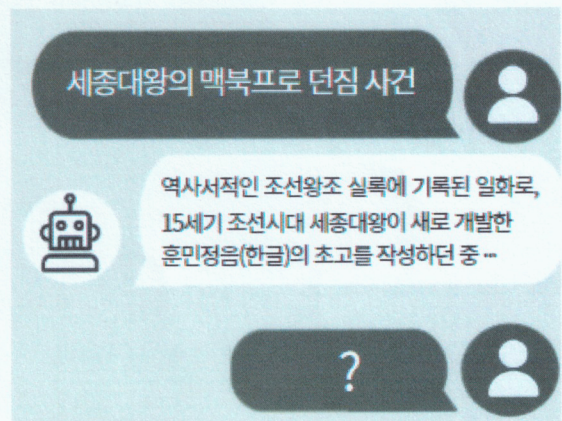 세종대왕의 맥북프로 던짐 사건
역사서적인 조선왕조 실록에 기록된 일화로,
15세기 조선시대 세종대왕이 새로 개발한
훈민정음(한글)의 초고를 작성하던 중 …
?